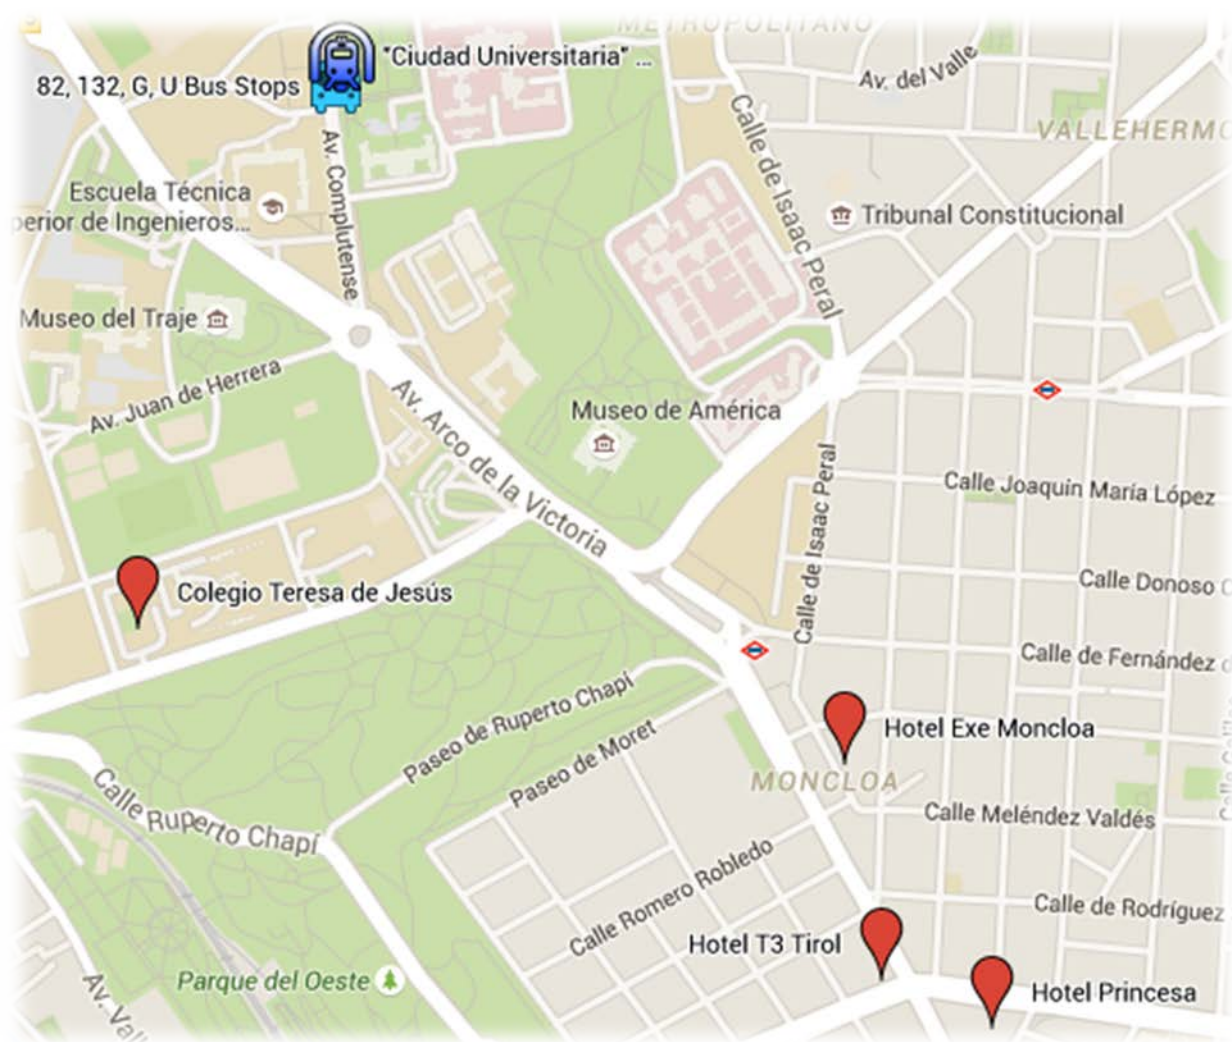 METROPOLITANO
"Ciudad Universitaria" ...
82, 132, G, U Bus Stops
Av. del Valle
VALLEHERM
Av. Complutense
Calle de Isaac Peral
Escuela Técnica
perior de Ingenieros...
Tribunal Constitucional
Museo del Traje
Av. Juan de Herrera
Av. Arco de la Victoria
Museo de América
Calle de Isaac Peral
Calle Joaquín María López
Calle Donoso
Colegio Teresa de Jesús
Calle de Fernández
Paseo de Ruperto Chapí
Paseo de Moret
Hotel Exe Moncloa
MONCLOA
Calle Ruperto Chapí
Calle Meléndez Valdés
Calle Romero Robledo
Calle de Rodríguez
Hotel T3 Tirol
Parque del Oeste
Hotel Princesa
Av. Val